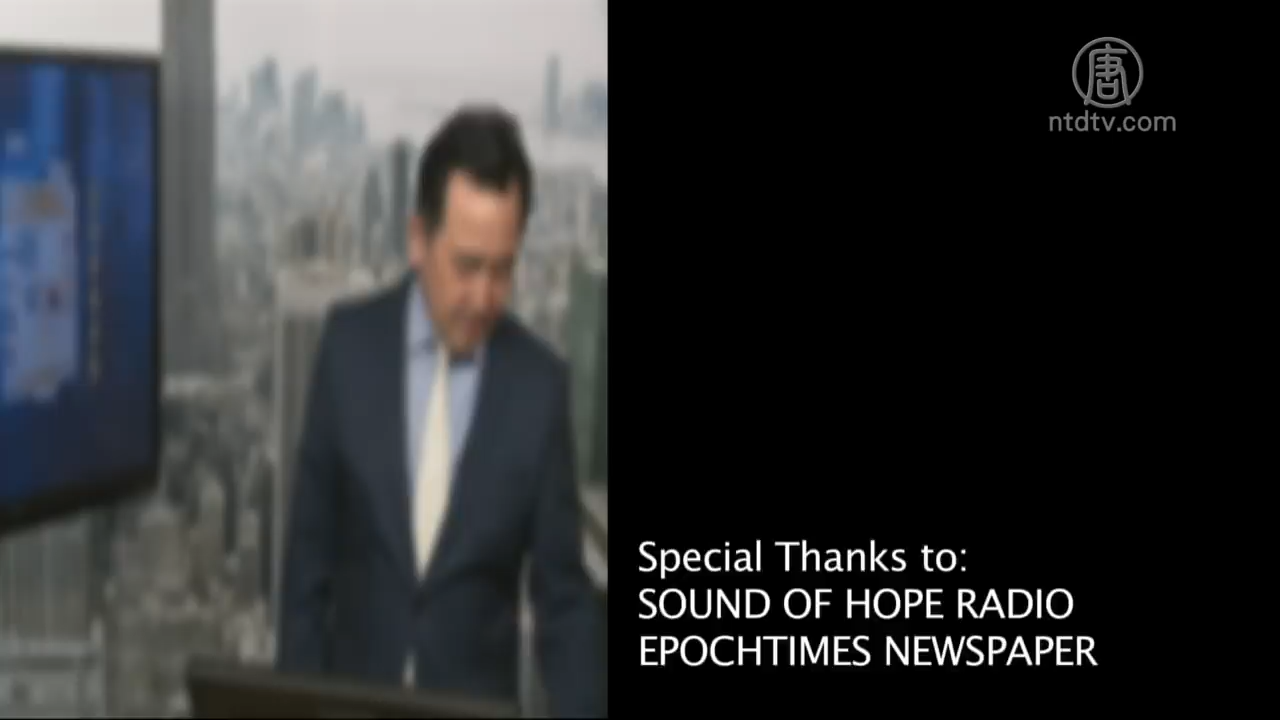 唐
ntdtv.com
Special Thanks to:
SOUND OF HOPE RADIO
EPOCHTIMES NEWSPAPER